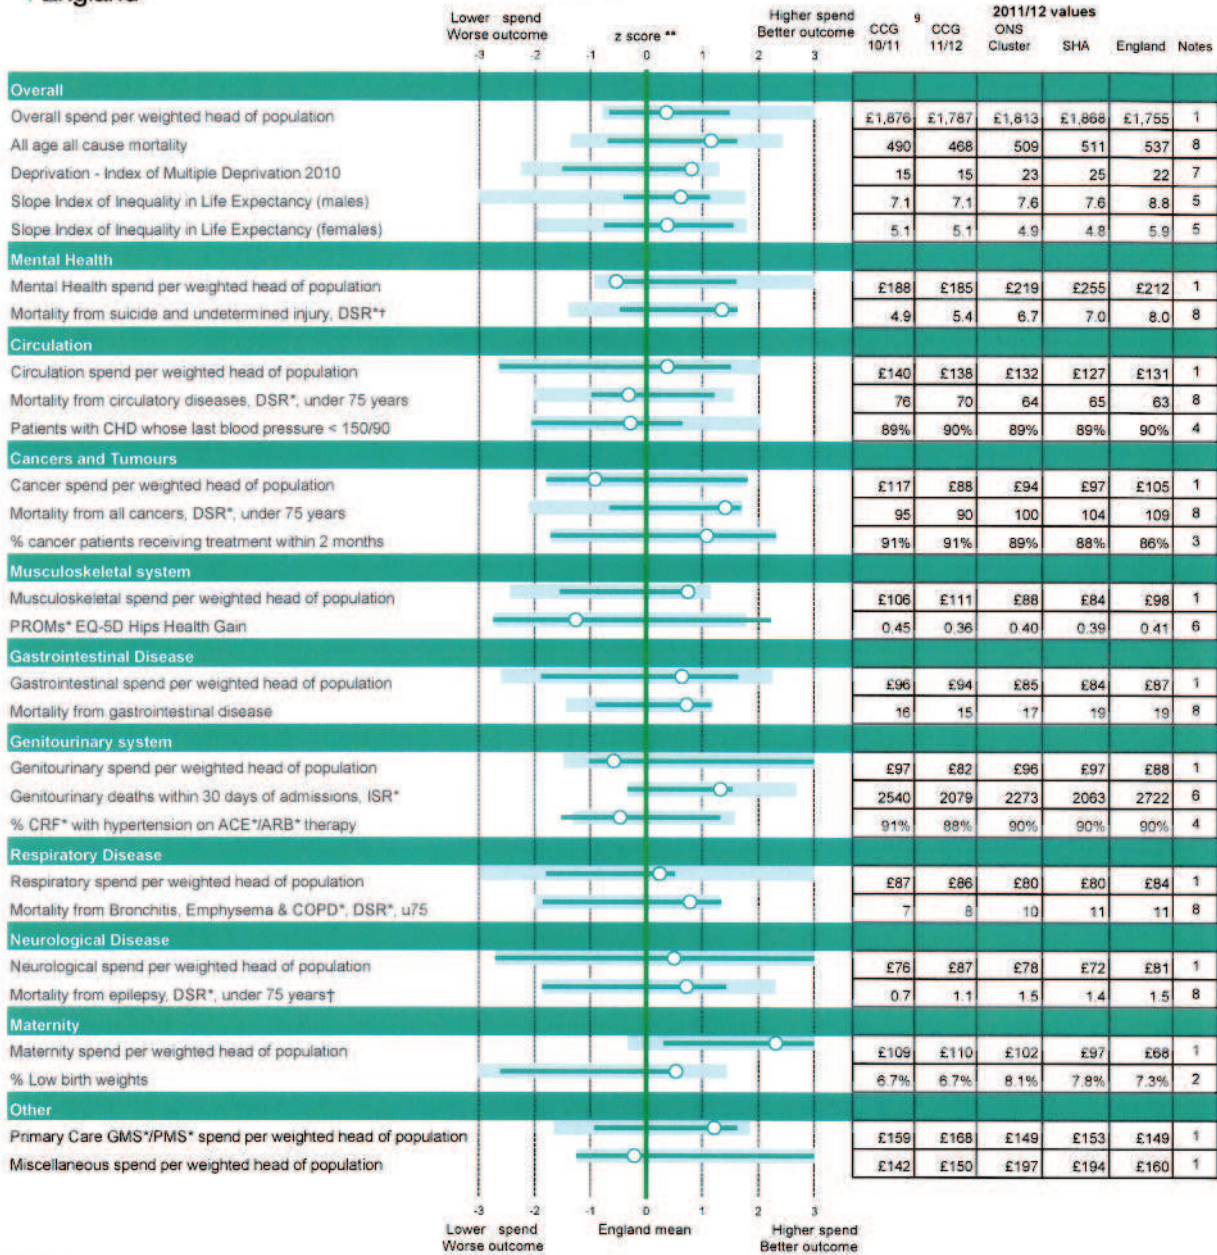 England
Lower spend Higher spend 9 2011/12 values
Worse outcome z score ** Better outcome CCG CCG ONS
10/11 11/12 Cluster SHA England Notes
-3 -2 -1 0 1 2 3
Overall
Overall spend per weighted head of population £1,876 £1,787 £1,813 £1,868 £1,755 1
All age all cause mortality 490 468 509 511 537 8
Deprivation - Index of Multiple Deprivation 2010 15 15 23 25 22 7
Slope Index of Inequality in Life Expectancy (males) 7.1 7.1 7.6 7.6 8.8 5
Slope Index of Inequality in Life Expectancy (females) 5.1 5.1 4.9 4.8 5.9 5
Mental Health
Mental Health spend per weighted head of population £188 £185 £219 £255 £212 1
Mortality from suicide and undetermined injury, DSR*† 4.9 5.4 6.7 7.0 8.0 8
Circulation
Circulation spend per weighted head of population £140 £138 £132 £127 £131 1
Mortality from circulatory diseases, DSR*, under 75 years 76 70 64 65 63 8
Patients with CHD whose last blood pressure < 150/90 89% 90% 89% 89% 90% 4
Cancers and Tumours
Cancer spend per weighted head of population £117 £88 £94 £97 £105 1
Mortality from all cancers, DSR*, under 75 years 95 90 100 104 109 8
% cancer patients receiving treatment within 2 months 91% 91% 89% 88% 86% 3
Musculoskeletal system
Musculoskeletal spend per weighted head of population £106 £111 £88 £84 £98 1
PROMs* EQ-5D Hips Health Gain 0.45 0.36 0.40 0.39 0.41 6
Gastrointestinal Disease
Gastrointestinal spend per weighted head of population £96 £94 £85 £84 £87 1
Mortality from gastrointestinal disease 16 15 17 19 19 8
Genitourinary system
Genitourinary spend per weighted head of population £97 £82 £96 £97 £88 1
Genitourinary deaths within 30 days of admissions, ISR* 2540 2079 2273 2063 2722 6
% CRF* with hypertension on ACE*/ARB* therapy 91% 88% 90% 90% 90% 4
Respiratory Disease
Respiratory spend per weighted head of population £87 £86 £80 £80 £84 1
Mortality from Bronchitis, Emphysema & COPD*, DSR*, u75 7 8 10 11 11 8
Neurological Disease
Neurological spend per weighted head of population £76 £87 £78 £72 £81 1
Mortality from epilepsy, DSR*, under 75 years† 0.7 1.1 1.5 1.4 1.5 8
Maternity
Maternity spend per weighted head of population £109 £110 £102 £97 £68 1
% Low birth weights 6.7% 6.7% 8.1% 7.8% 7.3% 2
Other
Primary Care GMS*/PMS* spend per weighted head of population £159 £168 £149 £153 £149 1
Miscellaneous spend per weighted head of population £142 £150 £197 £194 £160 1
-3 -2 -1 0 1 2 3
Lower spend England mean Higher spend
Worse outcome Better outcome